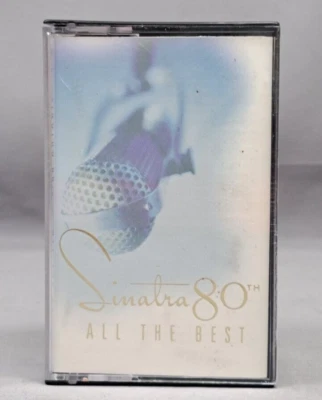 Sinatra 80TH
ALL THE BEST